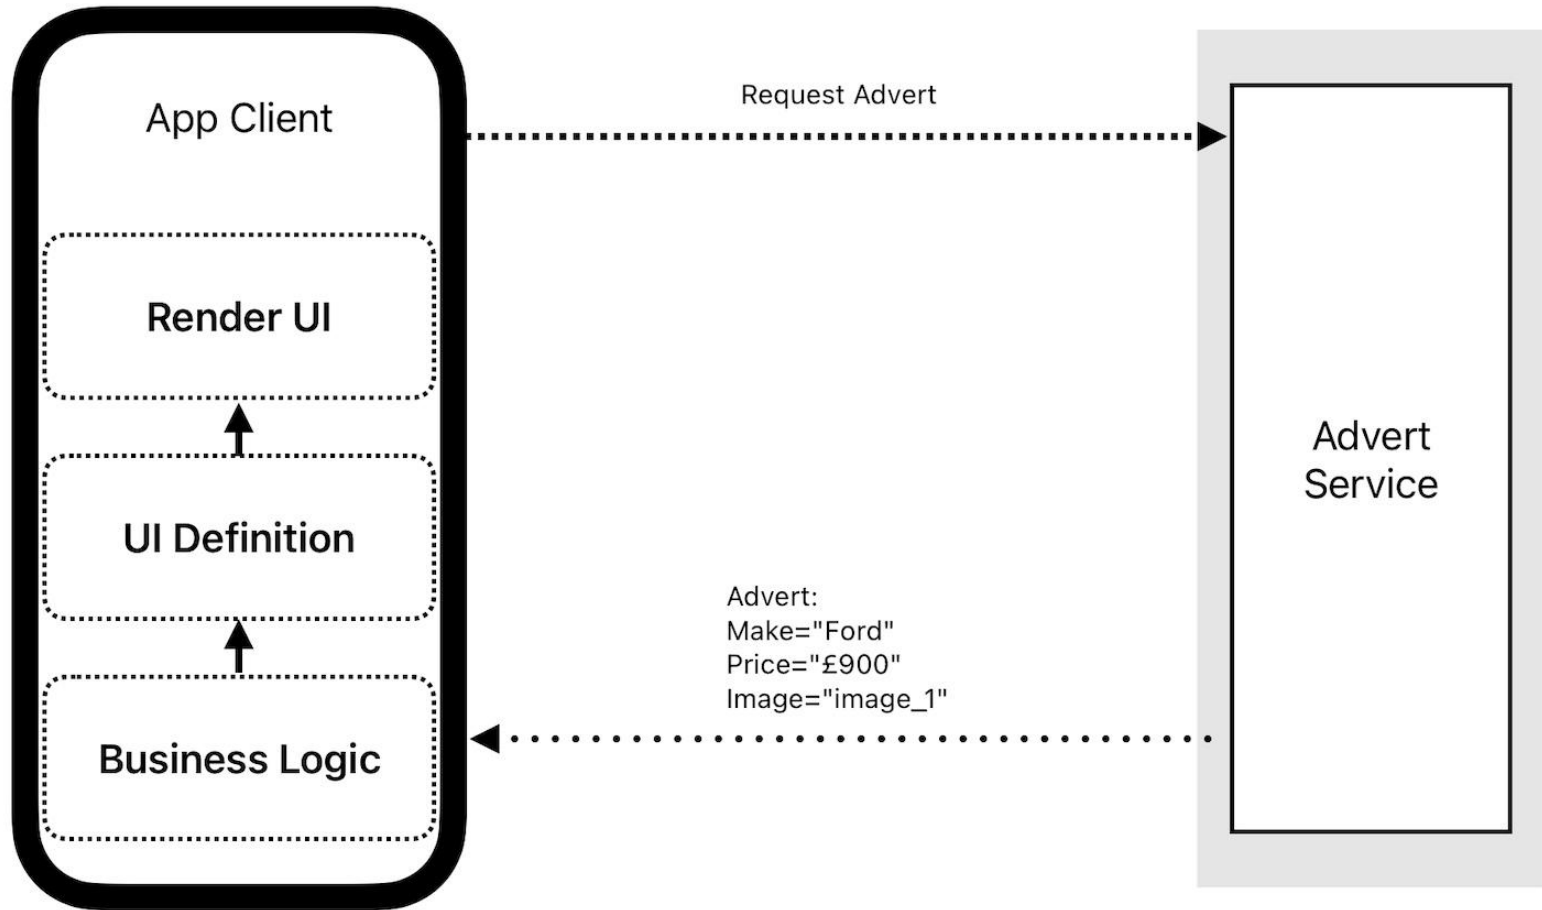 App Client
Request Advert
Render UI
UI Definition
Business Logic
Advert:
Make="Ford"
Price="£900"
Image="image_1"
Advert
Service